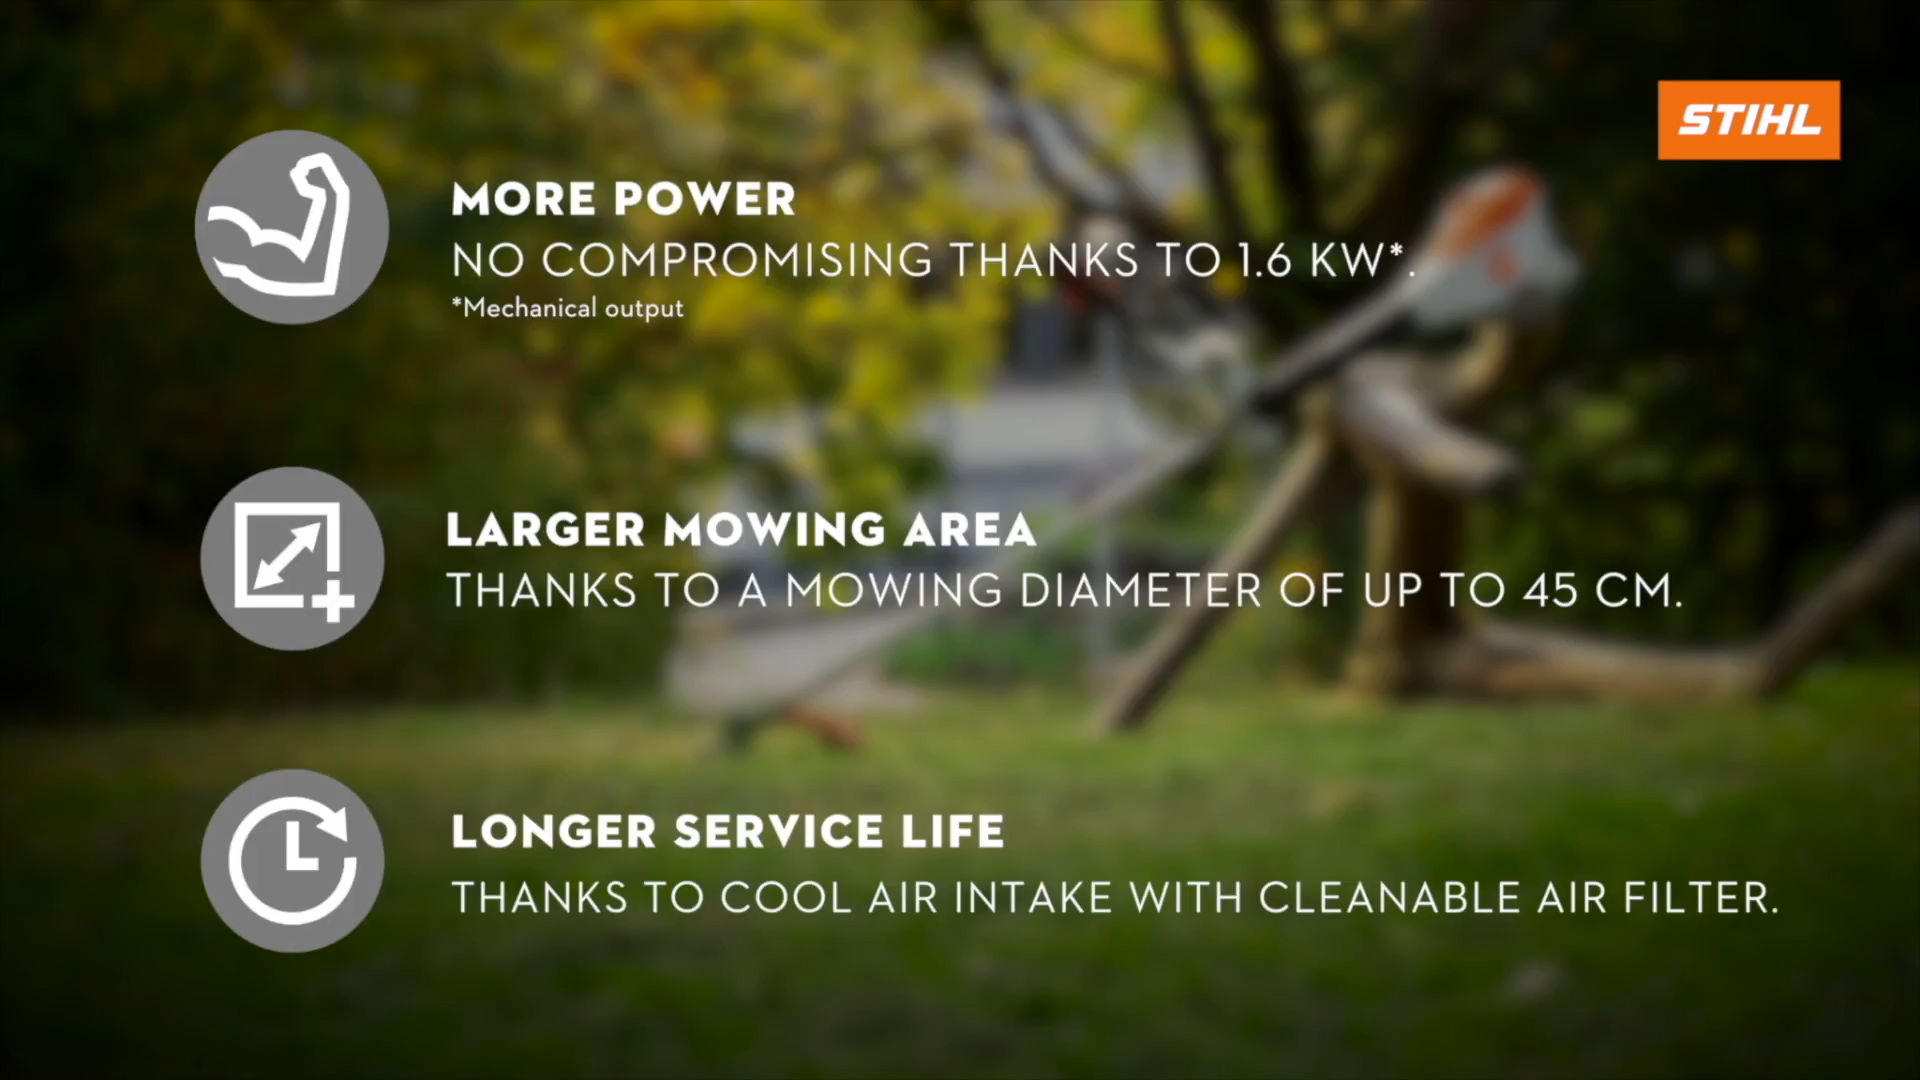 STIHL
MORE POWER
NO COMPROMISING THANKS TO 1.6 KW*.
*Mechanical output
LARGER MOWING AREA
THANKS TO A MOWING DIAMETER OF UP TO 45 CM.
LONGER SERVICE LIFE
THANKS TO COOL AIR INTAKE WITH CLEANABLE AIR FILTER.